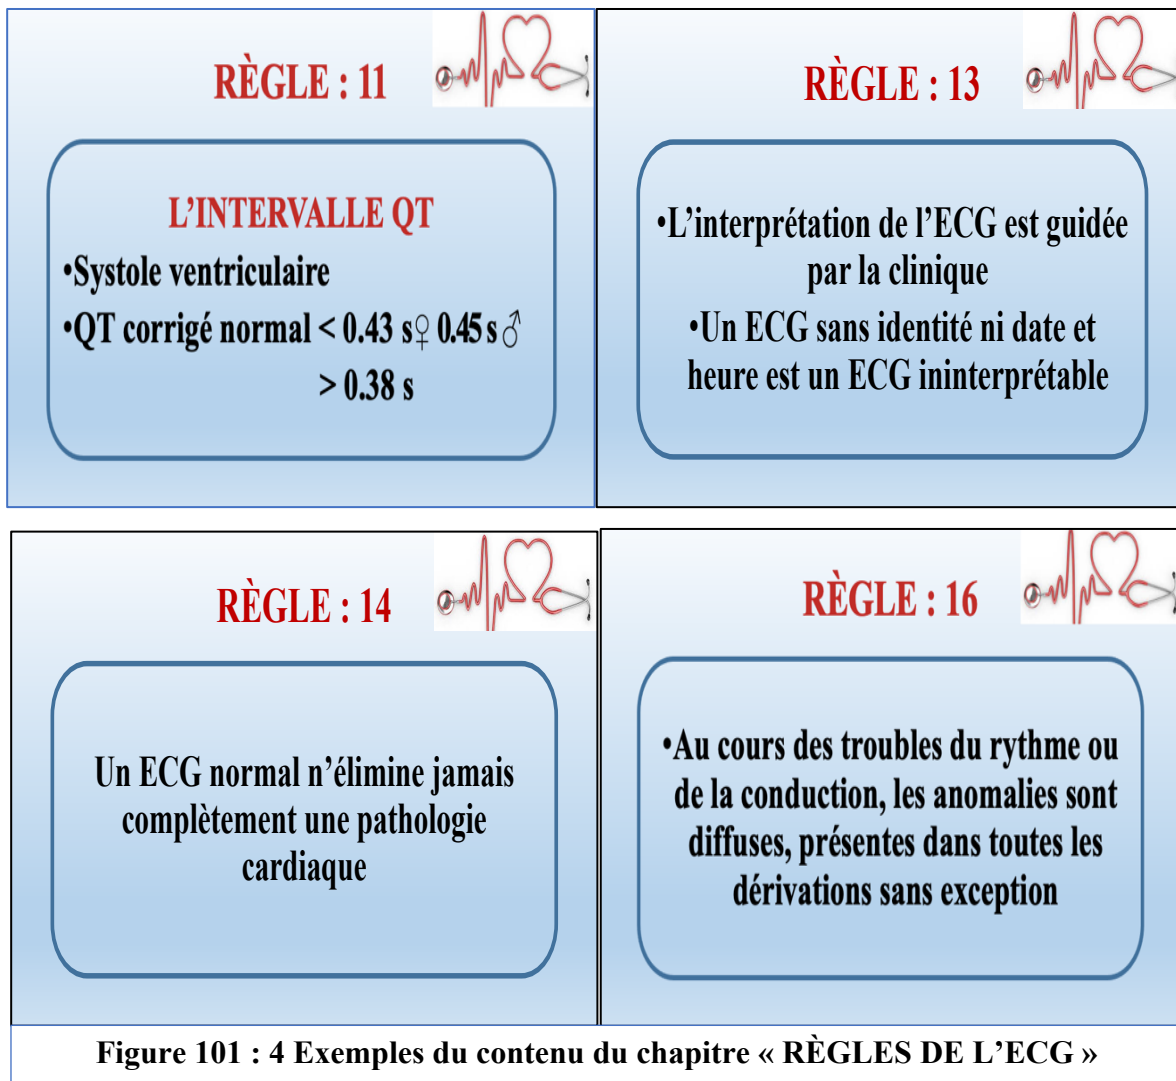 RÈGLE : 11
L’INTERVALLE QT
•Systole ventriculaire
•QT corrigé normal < 0.43 s♀ 0.45 s♂
> 0.38 s
RÈGLE : 13
•L’interprétation de l’ECG est guidée
par la clinique
•Un ECG sans identité ni date et
heure est un ECG ininterprétable
RÈGLE : 14
Un ECG normal n’élimine jamais
complètement une pathologie
cardiaque
RÈGLE : 16
•Au cours des troubles du rythme ou
de la conduction, les anomalies sont
diffuses, présentes dans toutes les
dérivations sans exception
Figure 101 : 4 Exemples du contenu du chapitre « RÈGLES DE L’ECG »